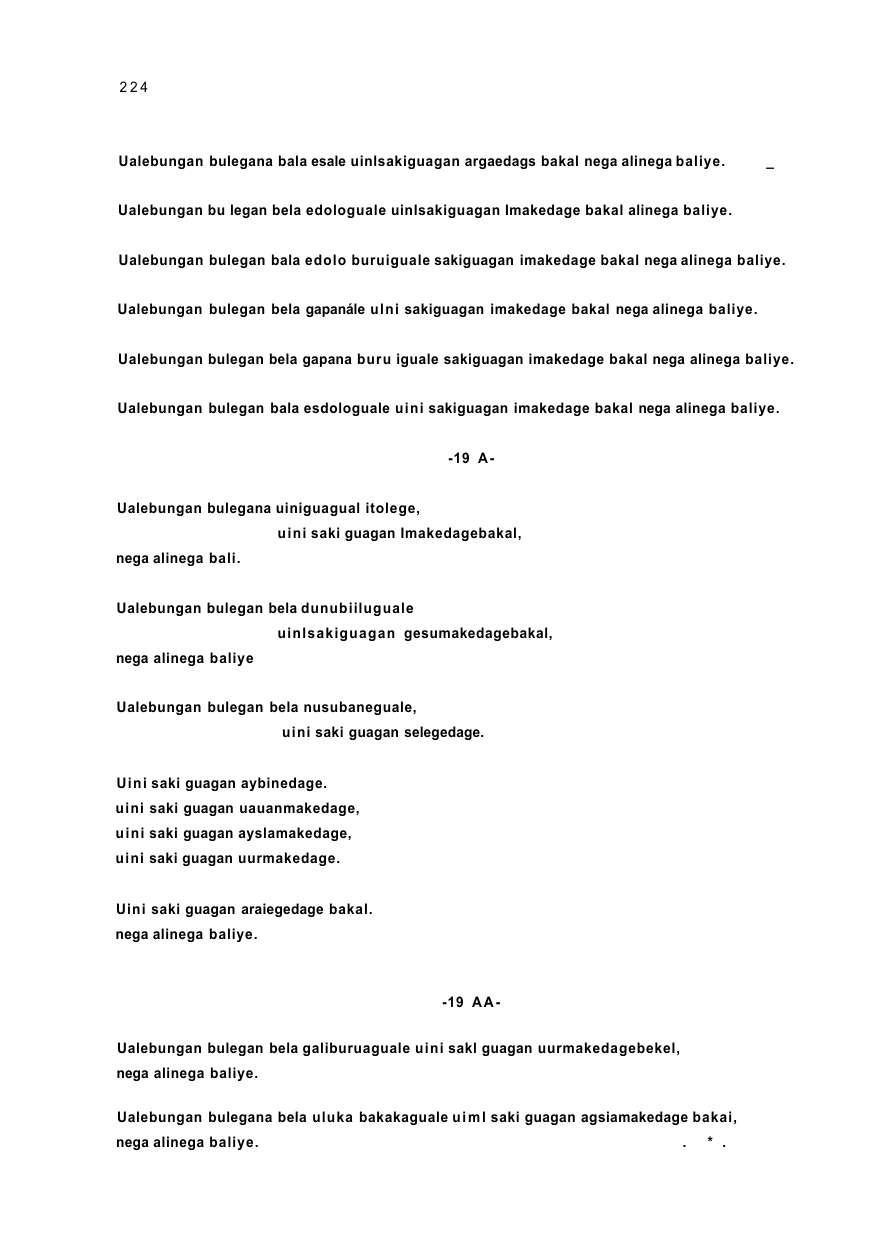 224
Ualebungan bulegana bala esale uinlsakiguagan argaedags bakal nega alinega baliye. _
Ualebungan bu legan bela edologuale uinlsakiguagan Imakedage bakal alinega baliye.
Ualebungan bulegan bala edolo buruiguale sakiguagan imakedage bakal nega alinega baliye.
Ualebungan bulegan bela gapanále ulni sakiguagan imakedage bakal nega alinega baliye.
Ualebungan bulegan bela gapana buru iguale sakiguagan imakedage bakal nega alinega baliye.
Ualebungan bulegan bala esdologuale uini sakiguagan imakedage bakal nega alinega baliye.
-19 A-
Ualebungan bulegana uiniguagual itolege,
uini saki guagan Imakedagebakal,
nega alinega bali.
Ualebungan bulegan bela dunubiiluguale
uinlsakiguagan gesumakedagebakal,
nega alinega baliye
Ualebungan bulegan bela nusubaneguale,
uini saki guagan selegedage.
Uini saki guagan aybinedage.
uini saki guagan uauanmakedage,
uini saki guagan ayslamakedage,
uini saki guagan uurmakedage.
Uini saki guagan araiegedage bakal.
nega alinega baliye.
-19 AA-
Ualebungan bulegan bela galiburuaguale uini sakl guagan uurmakedagebekel,
nega alinega baliye.
Ualebungan bulegana bela uluka bakakaguale uiml saki guagan agsiamakedage bakai,
nega alinega baliye. . * .